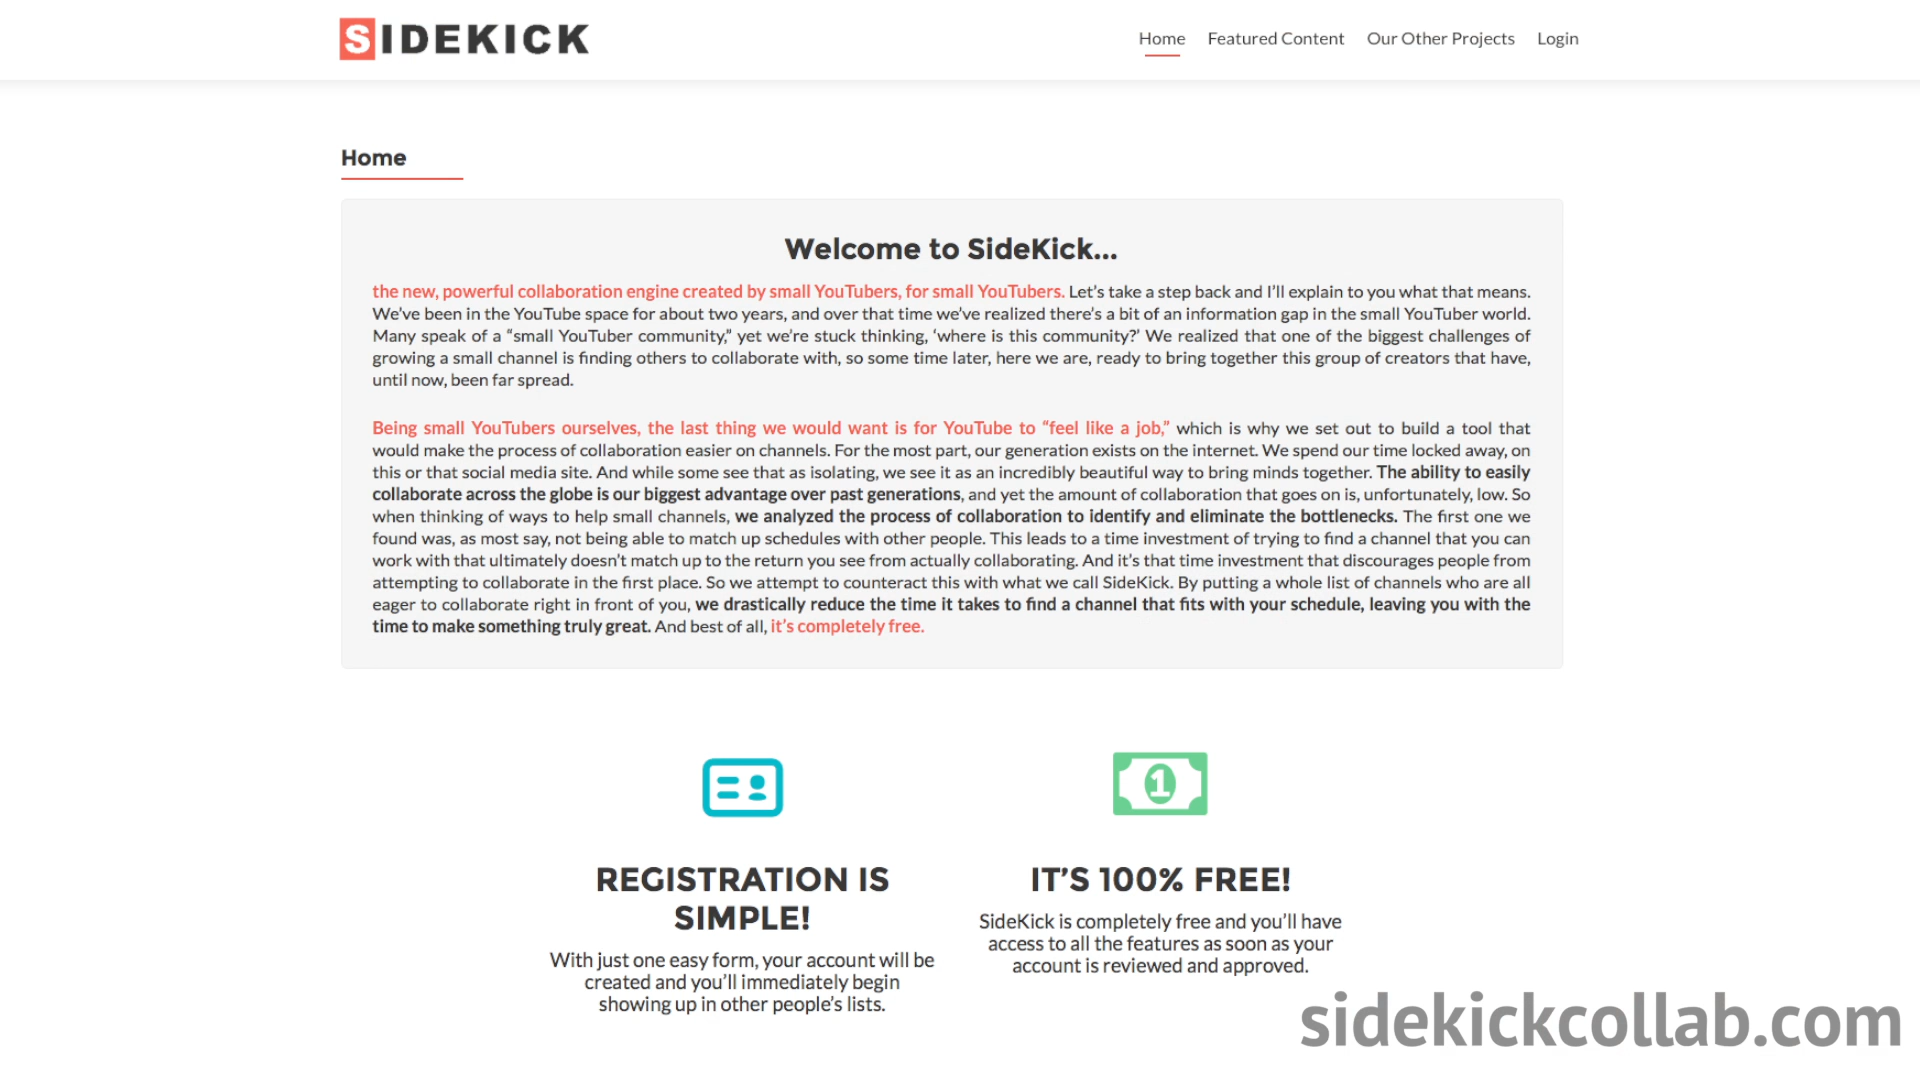 SIDEKICK
Home Featured Content Our Other Projects Login
Home
Welcome to SideKick...
the new, powerful collaboration engine created by small YouTubers, for small YouTubers. Let’s take a step back and I’ll explain to you what that means.
We’ve been in the YouTube space for about two years, and over that time we’ve realized there’s a bit of an information gap in the small YouTuber world.
Many speak of a “small YouTuber community,” yet we’re stuck thinking, ‘where is this community?’ We realized that one of the biggest challenges of
growing a small channel is finding others to collaborate with, so some time later, here we are, ready to bring together this group of creators that have,
until now, been far spread.
Being small YouTubers ourselves, the last thing we would want is for YouTube to “feel like a job,” which is why we set out to build a tool that
would make the process of collaboration easier on channels. For the most part, our generation exists on the internet. We spend our time locked away, on
this or that social media site. And while some see that as isolating, we see it as an incredibly beautiful way to bring minds together. The ability to easily
collaborate across the globe is our biggest advantage over past generations, and yet the amount of collaboration that goes on is, unfortunately, low. So
when thinking of ways to help small channels, we analyzed the process of collaboration to identify and eliminate the bottlenecks. The first one we
found was, as most say, not being able to match up schedules with other people. This leads to a time investment of trying to find a channel that you can
work with that ultimately doesn’t match up to the return you see from actually collaborating. And it’s that time investment that discourages people from
attempting to collaborate in the first place. So we attempt to counteract this with what we call SideKick. By putting a whole list of channels who are all
eager to collaborate right in front of you, we drastically reduce the time it takes to find a channel that fits with your schedule, leaving you with the
time to make something truly great. And best of all, it’s completely free.
1
REGISTRATION IS
SIMPLE!
With just one easy form, your account will be
created and you’ll immediately begin
showing up in other people’s lists.
IT’S 100% FREE!
SideKick is completely free and you’ll have
access to all the features as soon as your
account is reviewed and approved.
sidekickcollab.com